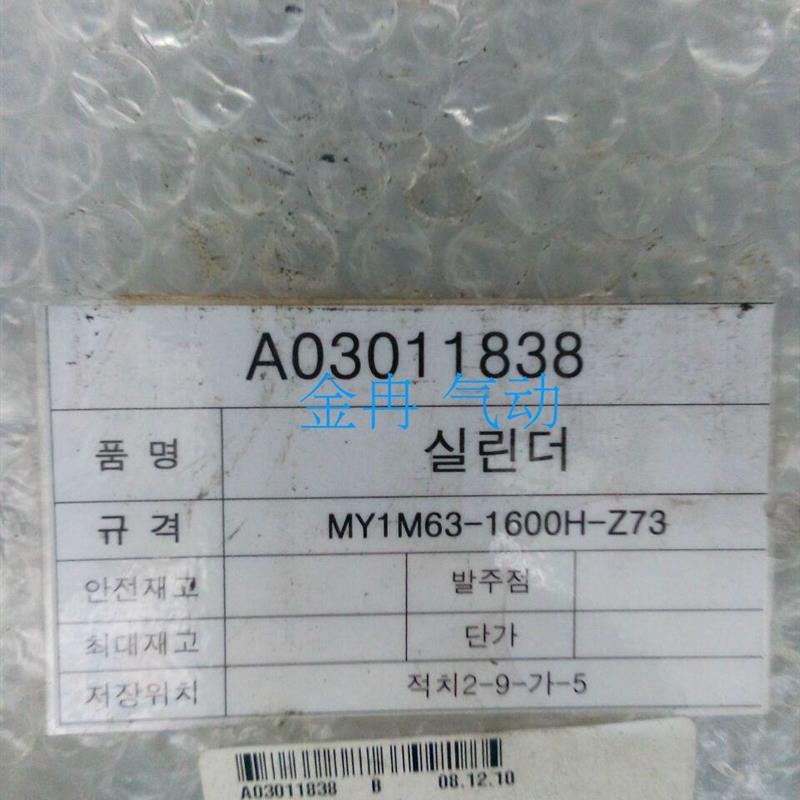 A03011838
金冉 气动
품 명 실린더
규 격 MY1M63-1600H-Z73
안전재고 발주점
최대재고 단가
저장위치 적치2-9-가-5
A03011838 B 08.12.10